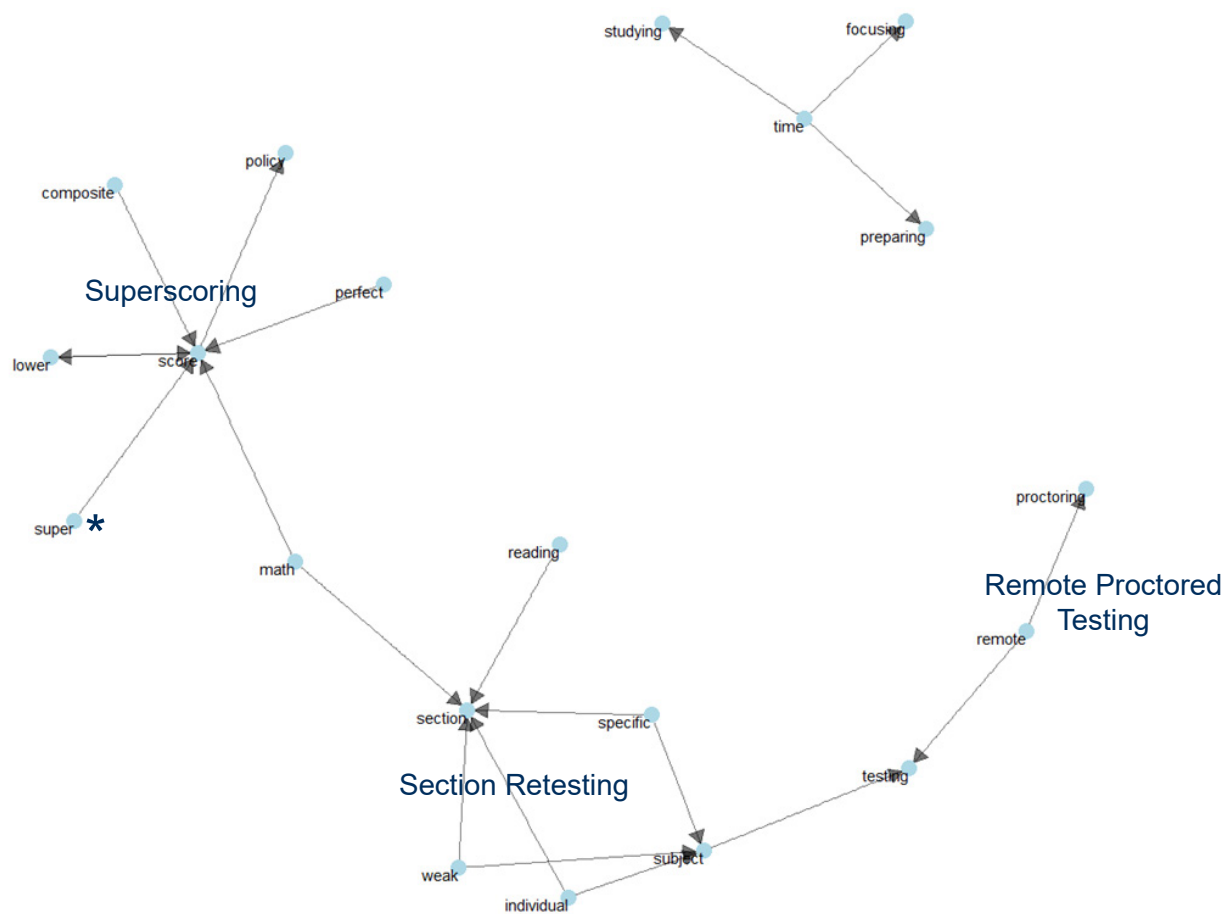 studying
focusing
time
policy
composite
preparing
Superscoring
perfect
lower
score
proctoring
super *
reading
math
Remote Proctored
Testing
remote
section
specific
testing
Section Retesting
subject
weak
individual